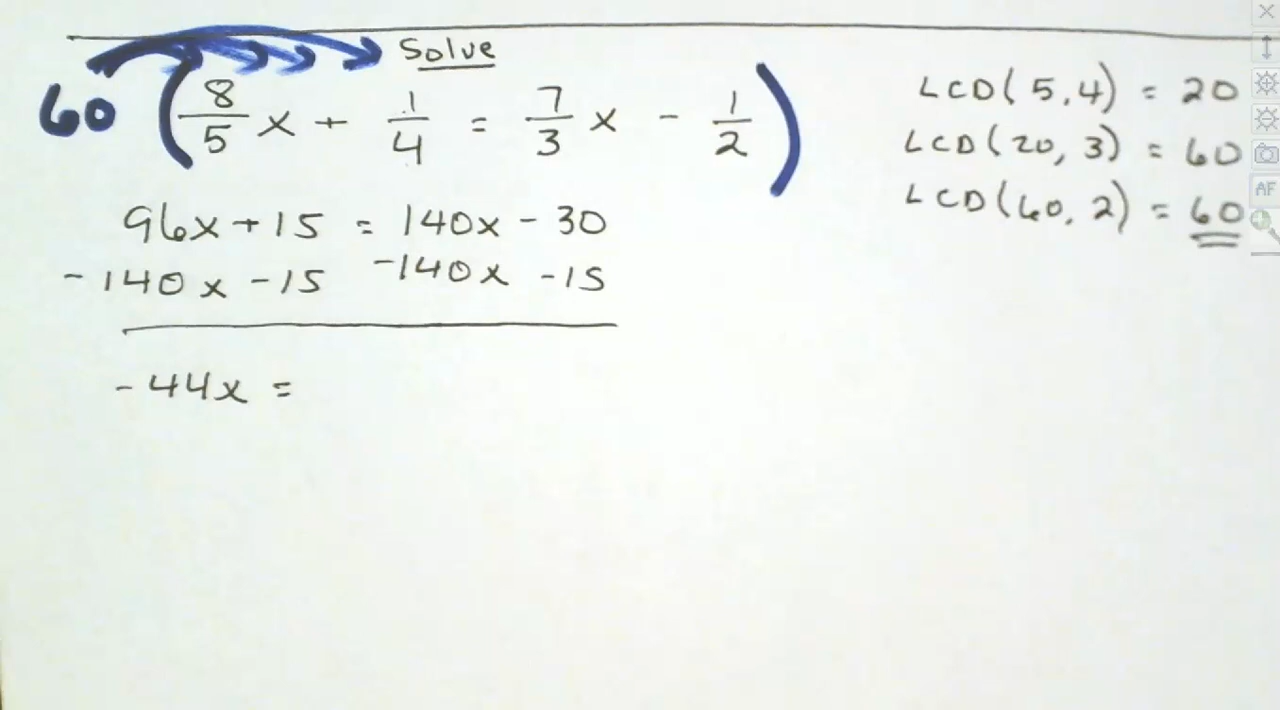 Solve
60 ( 8/5 x + 1/4 = 7/3 x - 1/2 )
96x + 15 = 140x - 30
-140x -15 -140x -15
-44x =
LCD(5,4) = 20
LCD(20,3) = 60
LCD(60,2) = 60
AF